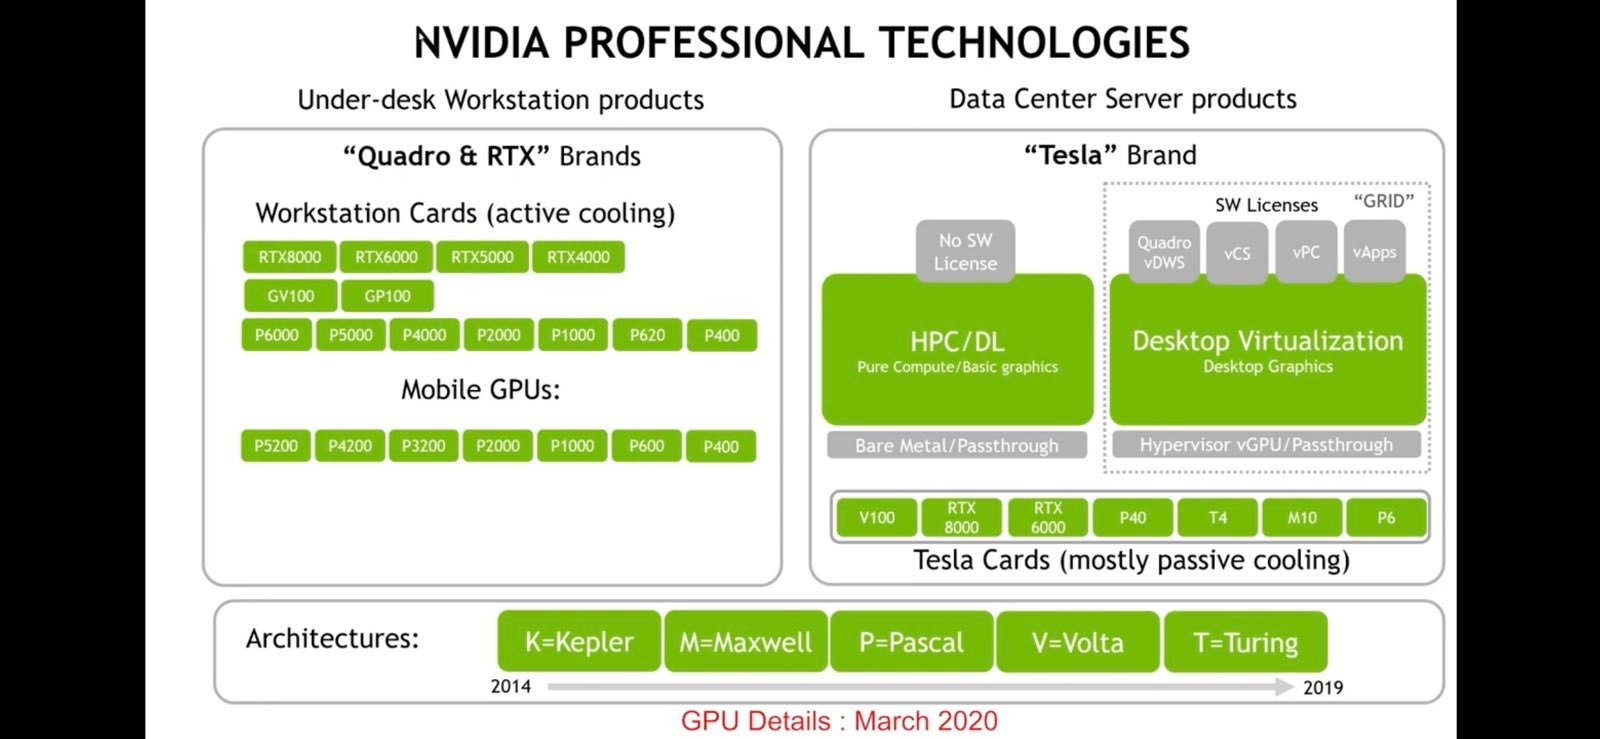 NVIDIA PROFESSIONAL TECHNOLOGIES
Under-desk Workstation products
“Quadro & RTX” Brands
Workstation Cards (active cooling)
RTX8000 RTX6000 RTX5000 RTX4000
GV100 GP100
P6000 P5000 P4000 P2000 P1000 P620 P400
Mobile GPUs:
P5200 P4200 P3200 P2000 P1000 P600 P400
Data Center Server products
“Tesla” Brand
No SW
License
HPC/DL
Pure Compute/Basic graphics
Bare Metal/Passthrough
“GRID”
SW Licenses
Quadro
vDWS
vCS
vPC
vApps
Desktop Virtualization
Desktop Graphics
Hypervisor vGPU/Passthrough
V100
RTX
8000
RTX
6000
P40
T4
M10
P6
Tesla Cards (mostly passive cooling)
Architectures:
K=Kepler M=Maxwell P=Pascal V=Volta T=Turing
2014 2019
GPU Details : March 2020